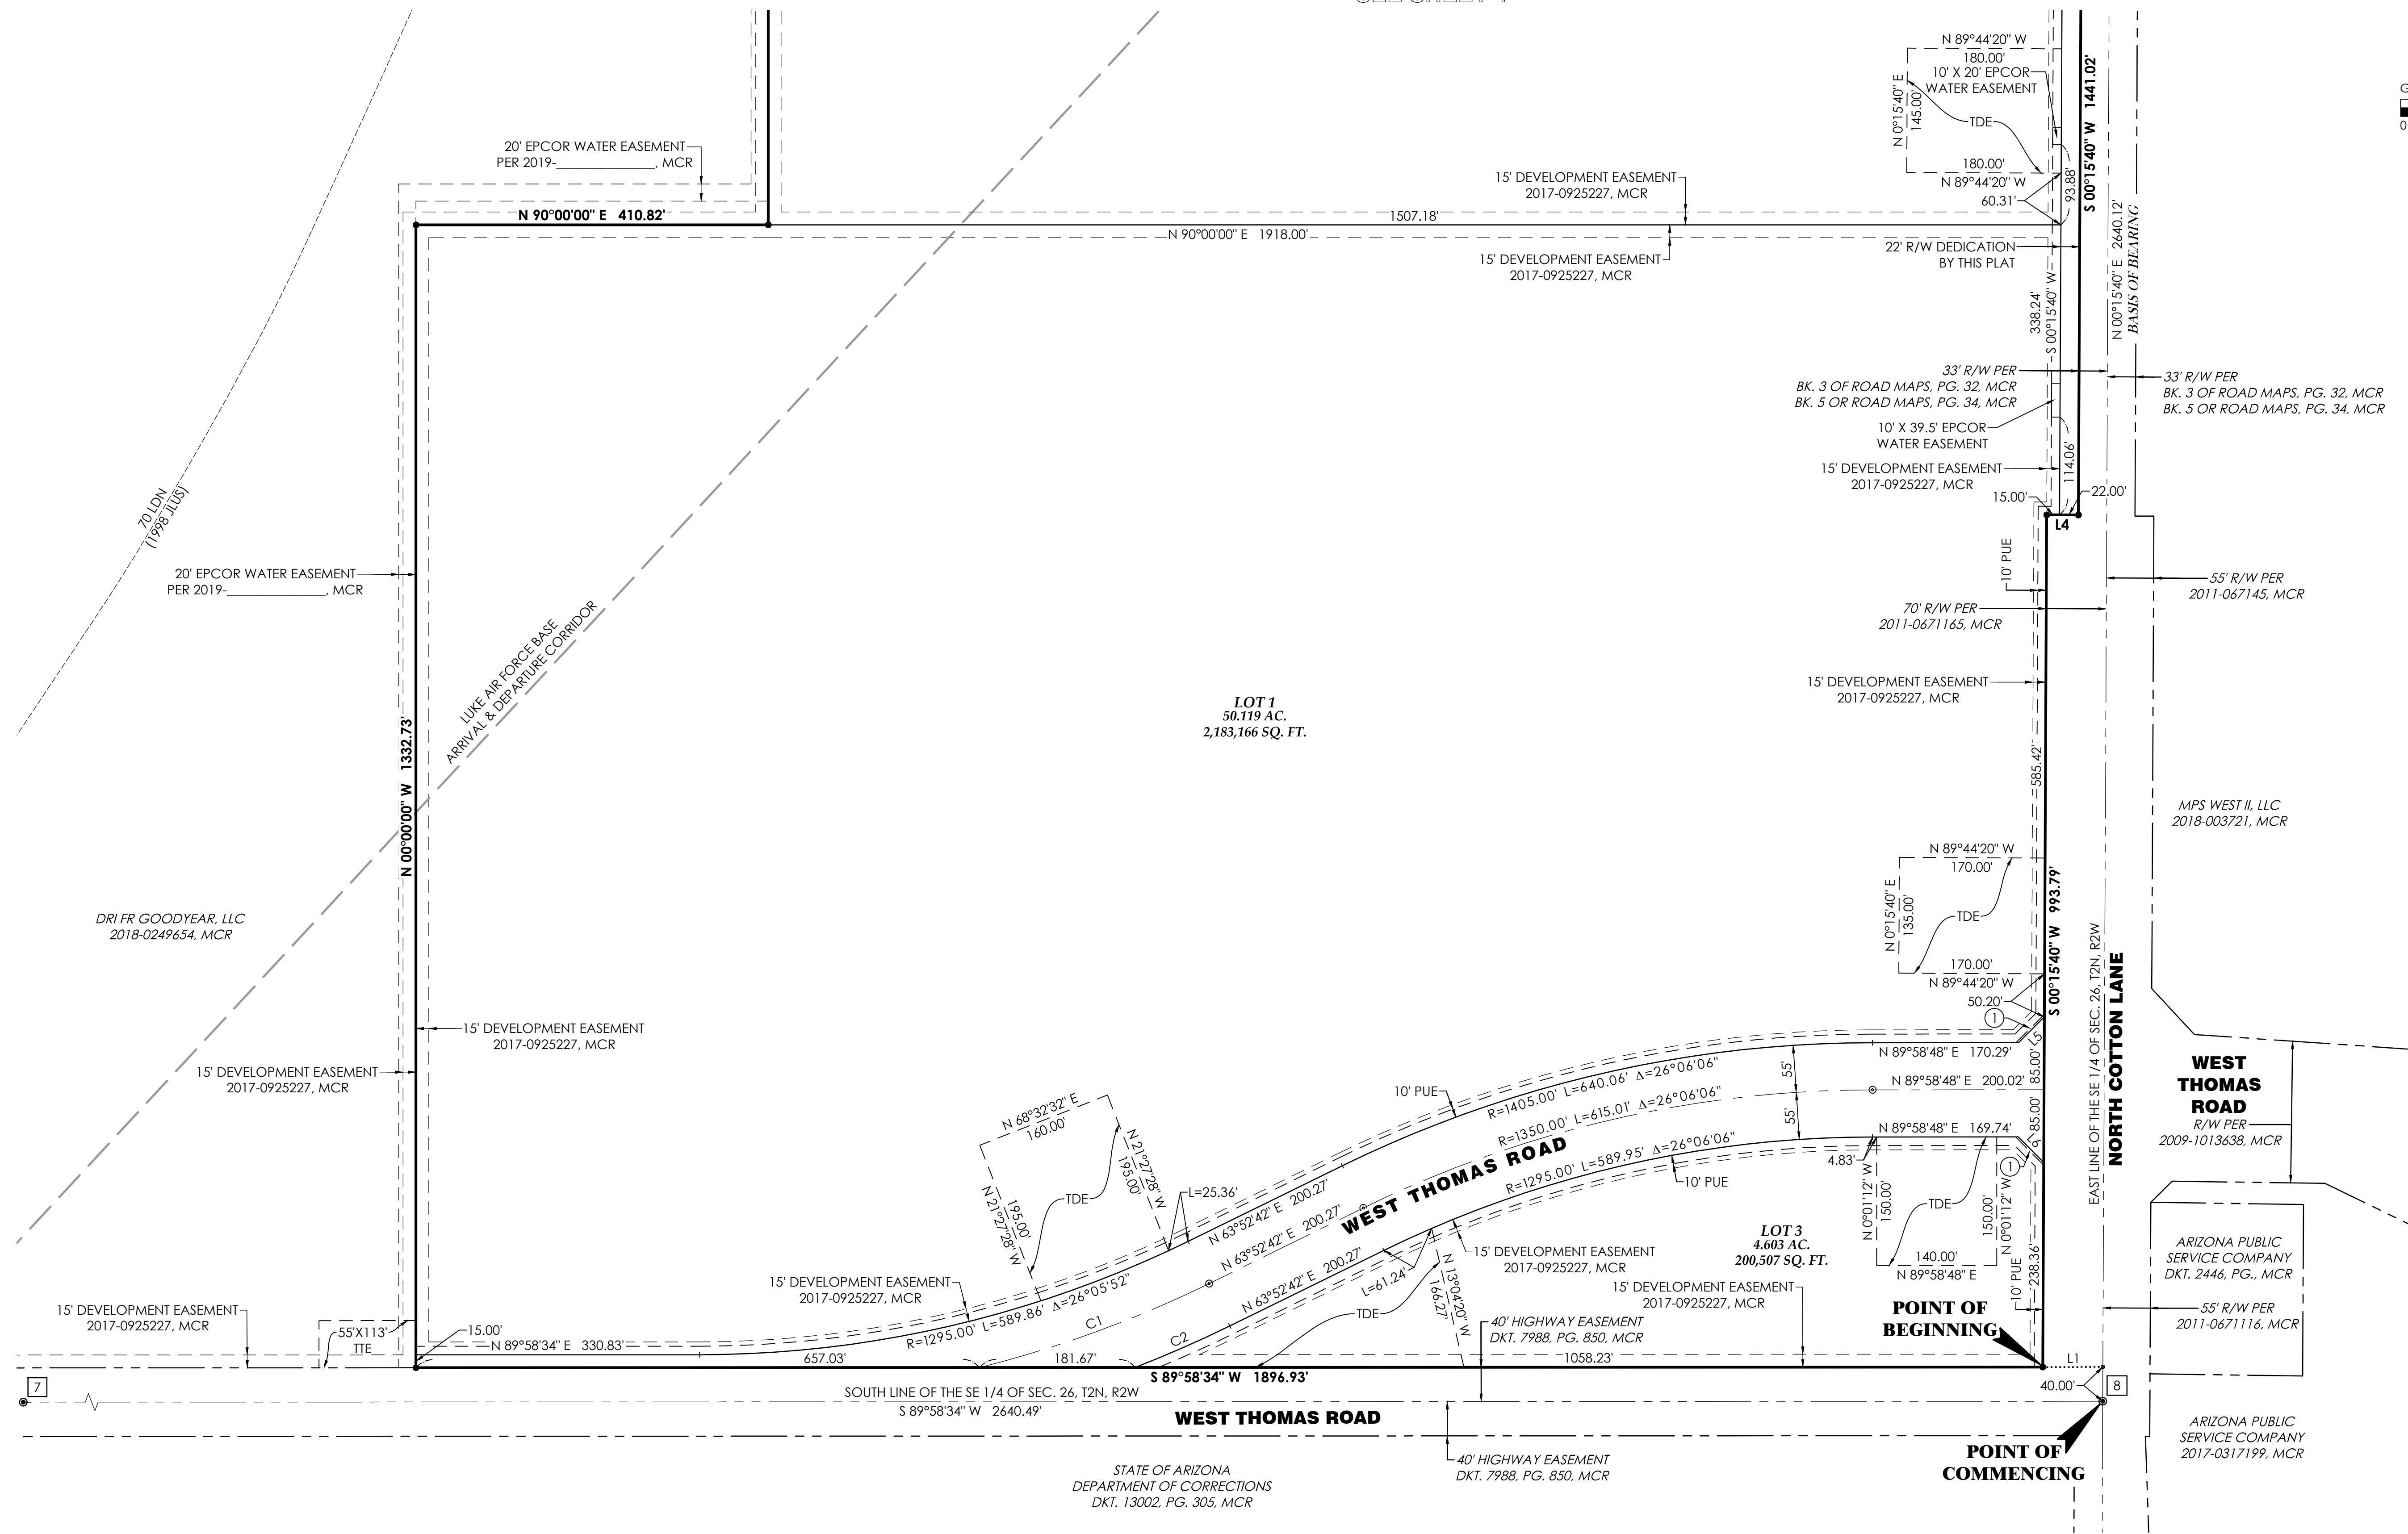 N 89°44'20" W
180.00'
10' X 20' EPCOR
WATER EASEMENT
N 0°15'40" E
145.00'
TDE
180.00'
N 89°44'20" W
60.31'
93.88'
S 00°15'40" W 1441.02'
N 00°15'40" E 2640.12'
BASIS OF BEARING
G
0
20' EPCOR WATER EASEMENT
PER 2019-______________, MCR
N 90°00'00" E 410.82'
15' DEVELOPMENT EASEMENT
2017-0925227, MCR
1507.18'
N 90°00'00" E 1918.00'
15' DEVELOPMENT EASEMENT
2017-0925227, MCR
22' R/W DEDICATION
BY THIS PLAT
338.24'
S 00°15'40" W
33' R/W PER
BK. 3 OF ROAD MAPS, PG. 32, MCR
BK. 5 OR ROAD MAPS, PG. 34, MCR
33' R/W PER
BK. 3 OF ROAD MAPS, PG. 32, MCR
BK. 5 OR ROAD MAPS, PG. 34, MCR
10' X 39.5' EPCOR
WATER EASEMENT
114.06'
15' DEVELOPMENT EASEMENT
2017-0925227, MCR
15.00'
22.00'
L4
70 LDN
(1998 JLUS)
20' EPCOR WATER EASEMENT
PER 2019-______________, MCR
10' PUE
55' R/W PER
2011-067145, MCR
70' R/W PER
2011-0671165, MCR
LUKE AIR FORCE BASE
ARRIVAL & DEPARTURE CORRIDOR
N 00°00'00" W 1332.73'
LOT 1
50.119 AC.
2,183,166 SQ. FT.
15' DEVELOPMENT EASEMENT
2017-0925227, MCR
585.42'
MPS WEST II, LLC
2018-003721, MCR
N 89°44'20" W
170.00'
N 0°15'40" E
135.00'
TDE
170.00'
N 89°44'20" W
50.20'
S 00°15'40" W 993.79'
DRI FR GOODYEAR, LLC
2018-0249654, MCR
EAST LINE OF THE SE 1/4 OF SEC. 26, T2N, R2W
NORTH COTTON LANE
1
L5
15' DEVELOPMENT EASEMENT
2017-0925227, MCR
15' DEVELOPMENT EASEMENT
2017-0925227, MCR
N 89°58'48" E 170.29'
85.00'
55'
N 89°58'48" E 200.02'
85.00'
55'
N 89°58'48" E 169.74'
L6
1
WEST
THOMAS
ROAD
R/W PER
2009-1013638, MCR
10' PUE
R=1405.00' L=640.06' Δ=26°06'06"
R=1350.00' L=615.01' Δ=26°06'06"
R=1295.00' L=589.95' Δ=26°06'06"
WEST THOMAS ROAD
N 68°32'32" E
160.00'
N 21°27'28" W
195.00'
TDE
195.00'
N 21°27'28" W
L=25.36'
N 63°52'42" E 200.27'
N 63°52'42" E 200.27'
N 63°52'42" E 200.27'
10' PUE
4.83'
N 0°01'12" W
150.00'
TDE
150.00'
N 0°01'12" W
140.00'
N 89°58'48" E
LOT 3
4.603 AC.
200,507 SQ. FT.
10' PUE
238.36'
ARIZONA PUBLIC
SERVICE COMPANY
DKT. 2446, PG., MCR
15' DEVELOPMENT EASEMENT
2017-0925227, MCR
15' DEVELOPMENT EASEMENT
2017-0925227, MCR
L=61.24'
N 13°04'20" W
166.27'
TDE
15' DEVELOPMENT EASEMENT
2017-0925227, MCR
POINT OF
BEGINNING
55' R/W PER
2011-0671116, MCR
15' DEVELOPMENT EASEMENT
2017-0925227, MCR
55'X113'
TTE
15.00'
N 89°58'34" E 330.83'
R=1295.00' L=589.86' Δ=26°05'52"
C1
C2
40' HIGHWAY EASEMENT
DKT. 7988, PG. 850, MCR
657.03'
181.67'
1058.23'
L1
S 89°58'34" W 1896.93'
7
SOUTH LINE OF THE SE 1/4 OF SEC. 26, T2N, R2W
S 89°58'34" W 2640.49'
WEST THOMAS ROAD
40.00'
8
POINT OF
COMMENCING
ARIZONA PUBLIC
SERVICE COMPANY
2017-0317199, MCR
40' HIGHWAY EASEMENT
DKT. 7988, PG. 850, MCR
STATE OF ARIZONA
DEPARTMENT OF CORRECTIONS
DKT. 13002, PG. 305, MCR